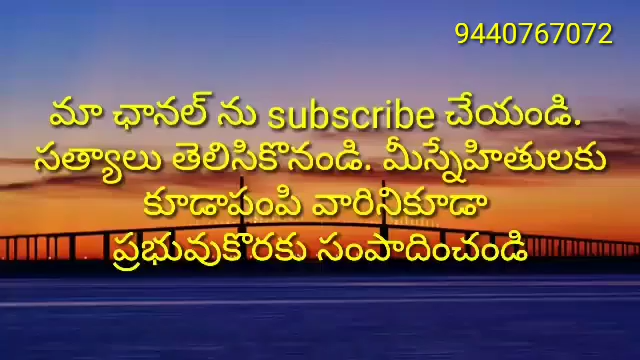 9440767072
మా ఛానల్ ను subscribe చేయండి.
సత్యాలు తెలిసికొనండి. మీస్నేహితులకు
కూడాపంపి వారినికూడా
ప్రభువుకొరకు సంపాదించండి